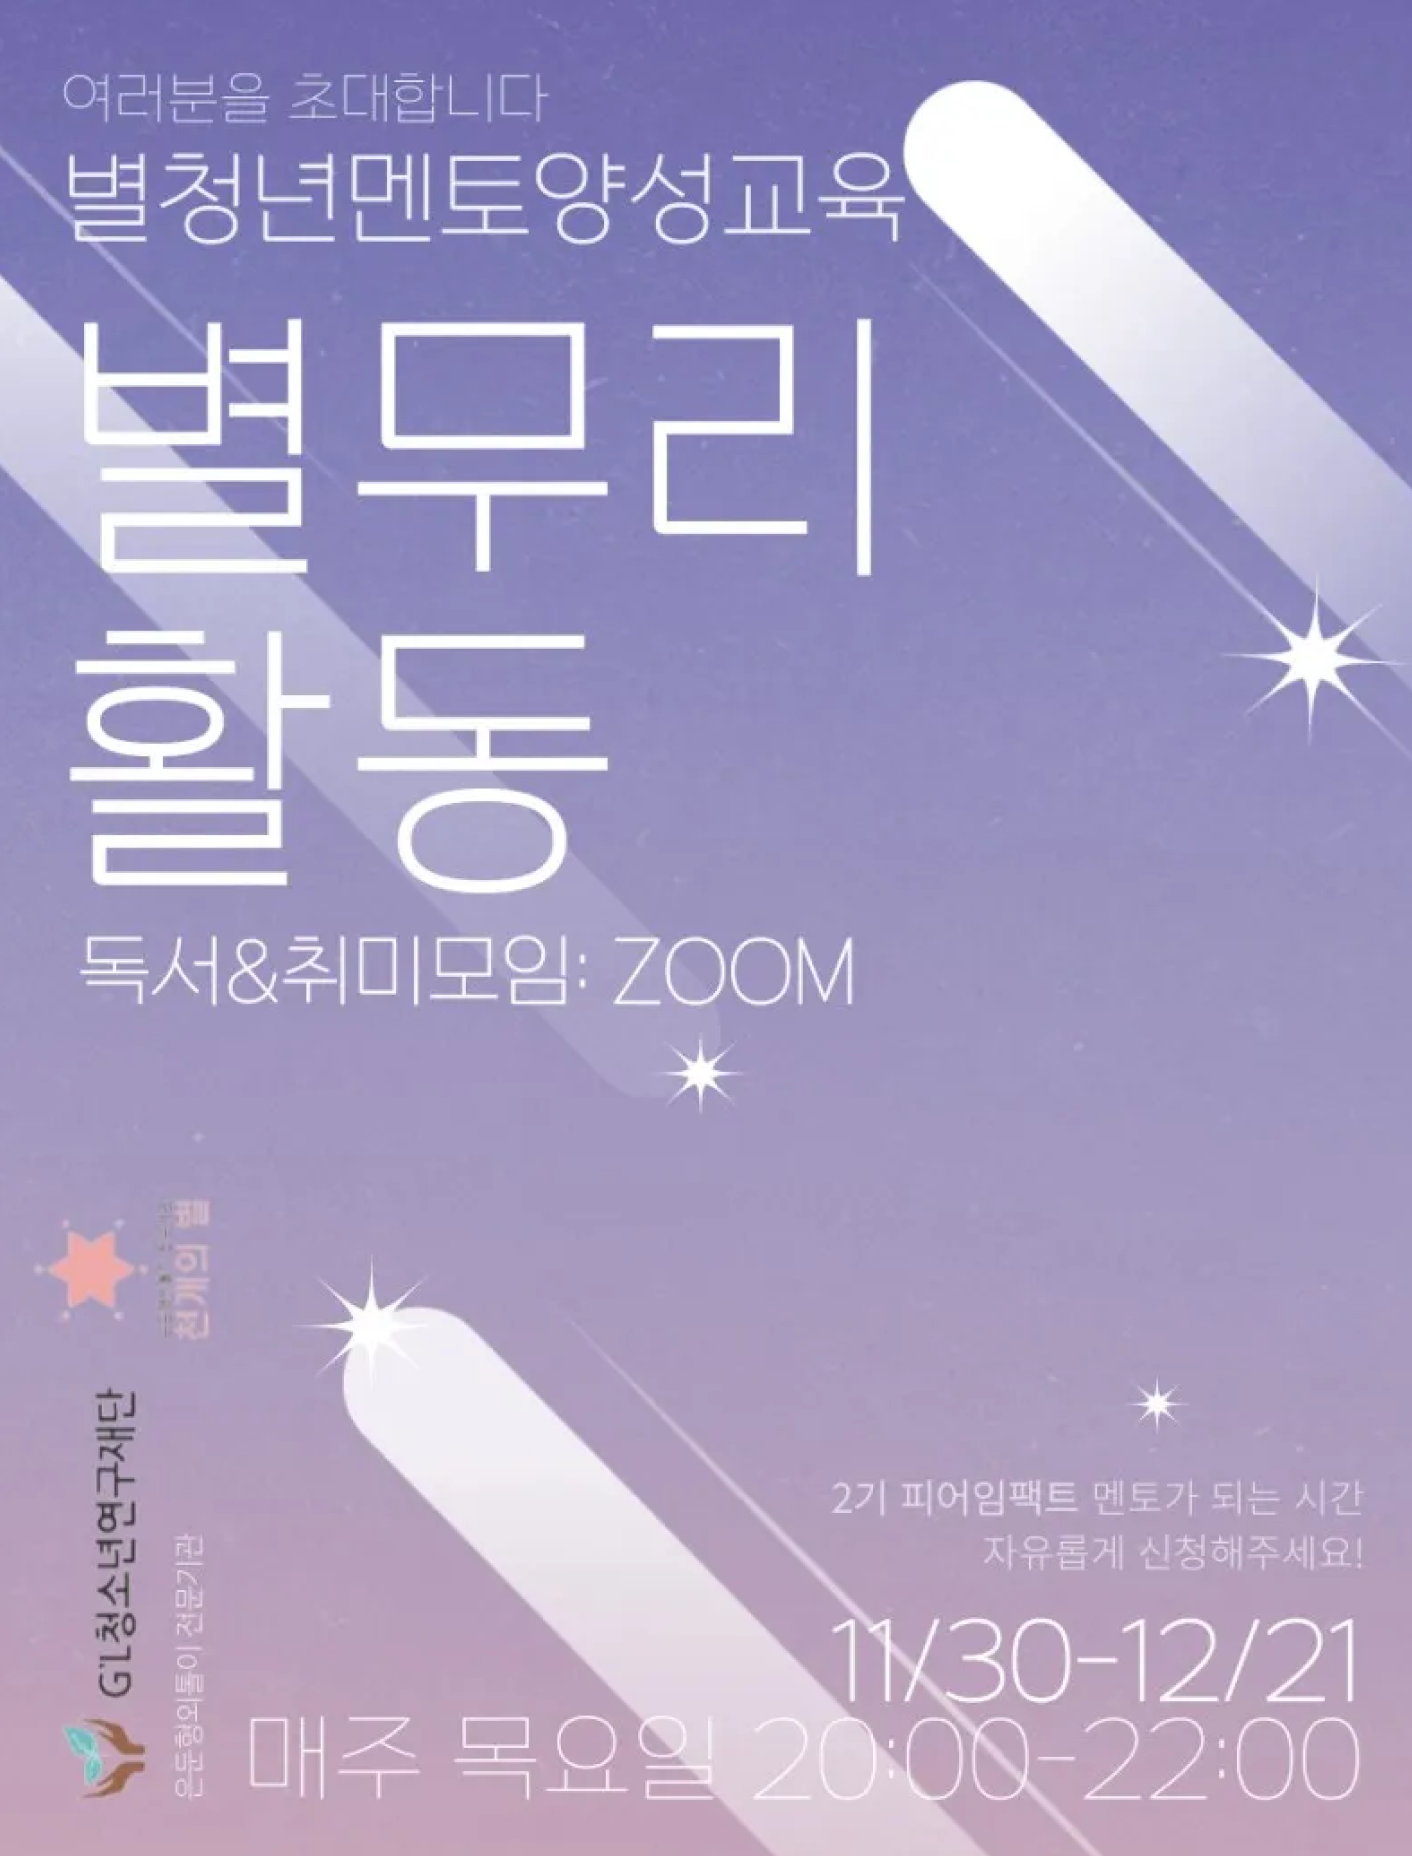 여러분을 초대합니다
별청년멘토양성교육
별무리
활동
독서&취미모임: ZOOM
천개의 별
G'L청소년연구재단
은둔형외톨이 전문기관
2기 피어임팩트 멘토가 되는 시간
자유롭게 신청해주세요!
11/30-12/21
매주 목요일 20:00-22:00